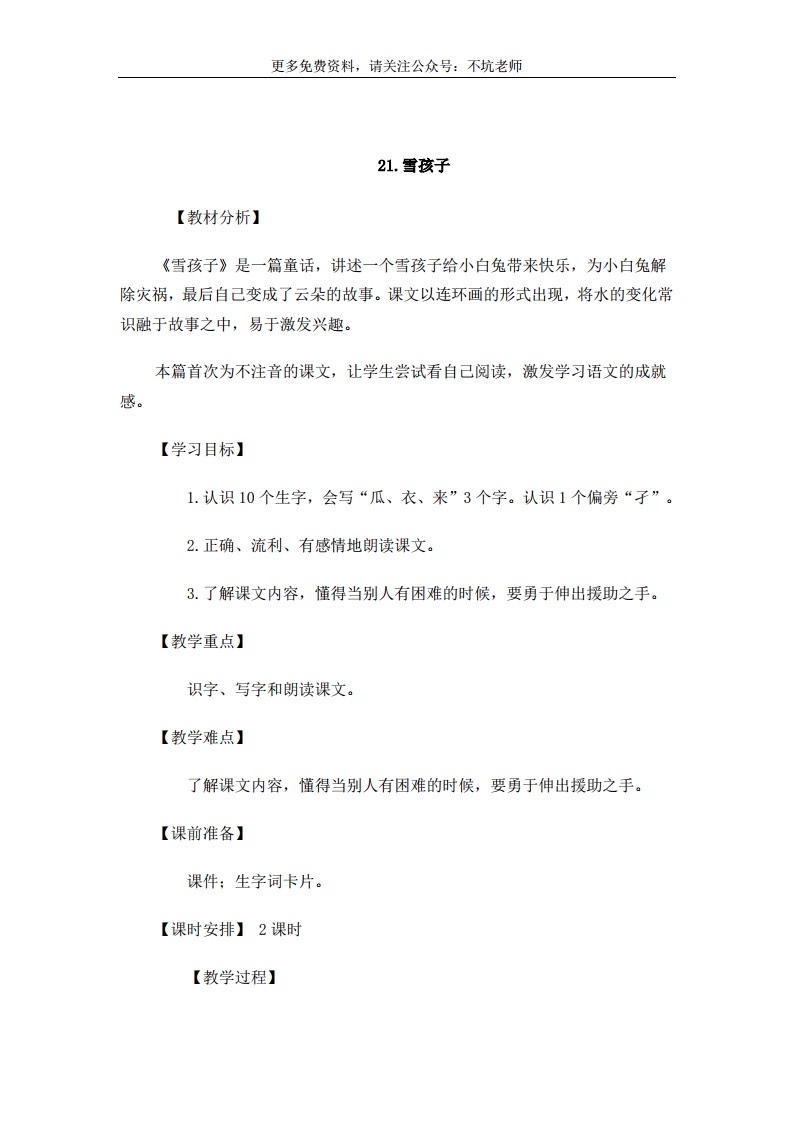 更多免费资料，请关注公众号：不坑老师
21.雪孩子
【教材分析】
《雪孩子》是一篇童话，讲述一个雪孩子给小白兔带来快乐，为小白兔解
除灾祸，最后自己变成了云朵的故事。课文以连环画的形式出现，将水的变化常
识融于故事之中，易于激发兴趣。
本篇首次为不注音的课文，让学生尝试看自己阅读，激发学习语文的成就
感。
【学习目标】
1.认识 10 个生字，会写“瓜、衣、来”3 个字。认识 1 个偏旁“孑”。
2.正确、流利、有感情地朗读课文。
3.了解课文内容，懂得当别人有困难的时候，要勇于伸出援助之手。
【教学重点】
识字、写字和朗读课文。
【教学难点】
了解课文内容，懂得当别人有困难的时候，要勇于伸出援助之手。
【课前准备】
课件；生字词卡片。
【课时安排】 2 课时
【教学过程】